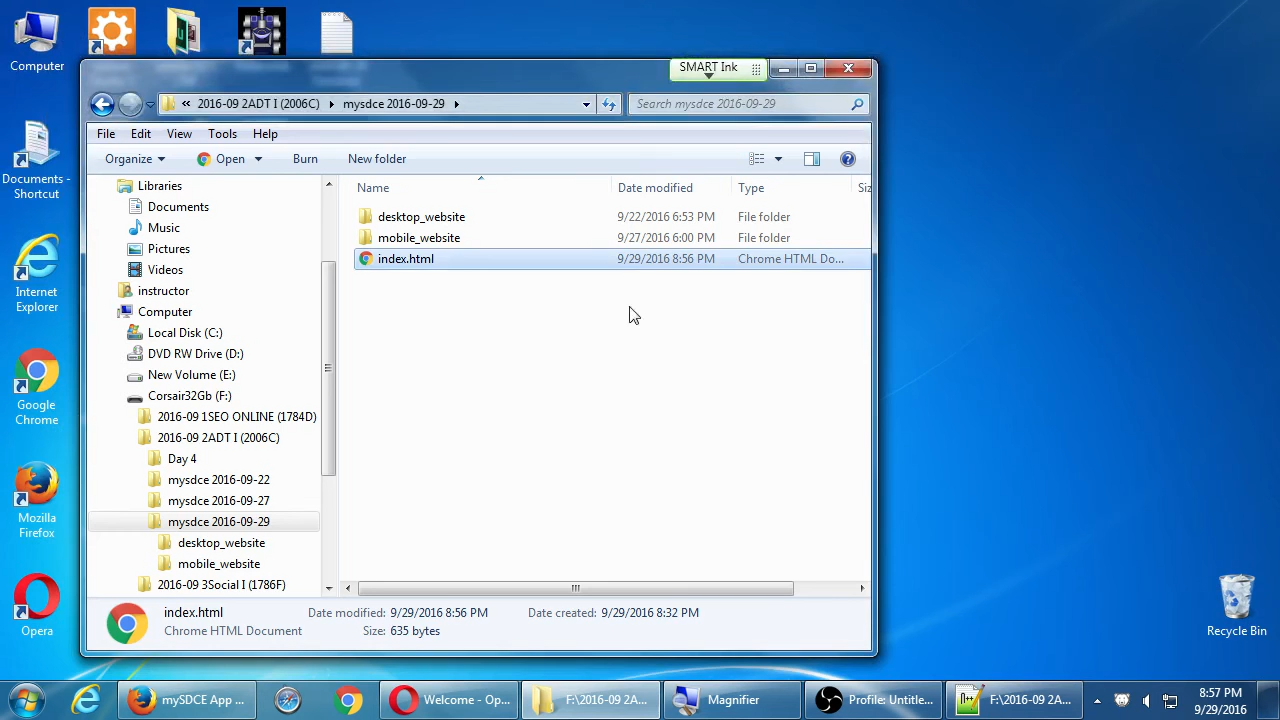 Computer
Documents -
Shortcut
Internet
Explorer
Google
Chrome
Mozilla
Firefox
Opera
Recycle Bin
SMART Ink
« 2016-09 2ADT I (2006C) mysdce 2016-09-29
Search mysdce 2016-09-29
File Edit View Tools Help
Organize Open Burn New folder
Libraries
Documents
Music
Pictures
Videos
instructor
Computer
Local Disk (C:)
DVD RW Drive (D:)
New Volume (E:)
Corsair32Gb (F:)
2016-09 1SEO ONLINE (1784D)
2016-09 2ADT I (2006C)
Day 4
mysdce 2016-09-22
mysdce 2016-09-27
mysdce 2016-09-29
desktop_website
mobile_website
2016-09 3Social I (1786F)
Name Date modified Type Siz
desktop_website 9/22/2016 6:53 PM File folder
mobile_website 9/27/2016 6:00 PM File folder
index.html 9/29/2016 8:56 PM Chrome HTML Do...
index.html Date modified: 9/29/2016 8:56 PM Date created: 9/29/2016 8:32 PM
Chrome HTML Document Size: 635 bytes
mySDCE App ... Welcome - Op... F:\2016-09 2A... Magnifier Profile: Untitle... F:\2016-09 2A...
8:57 PM
9/29/2016